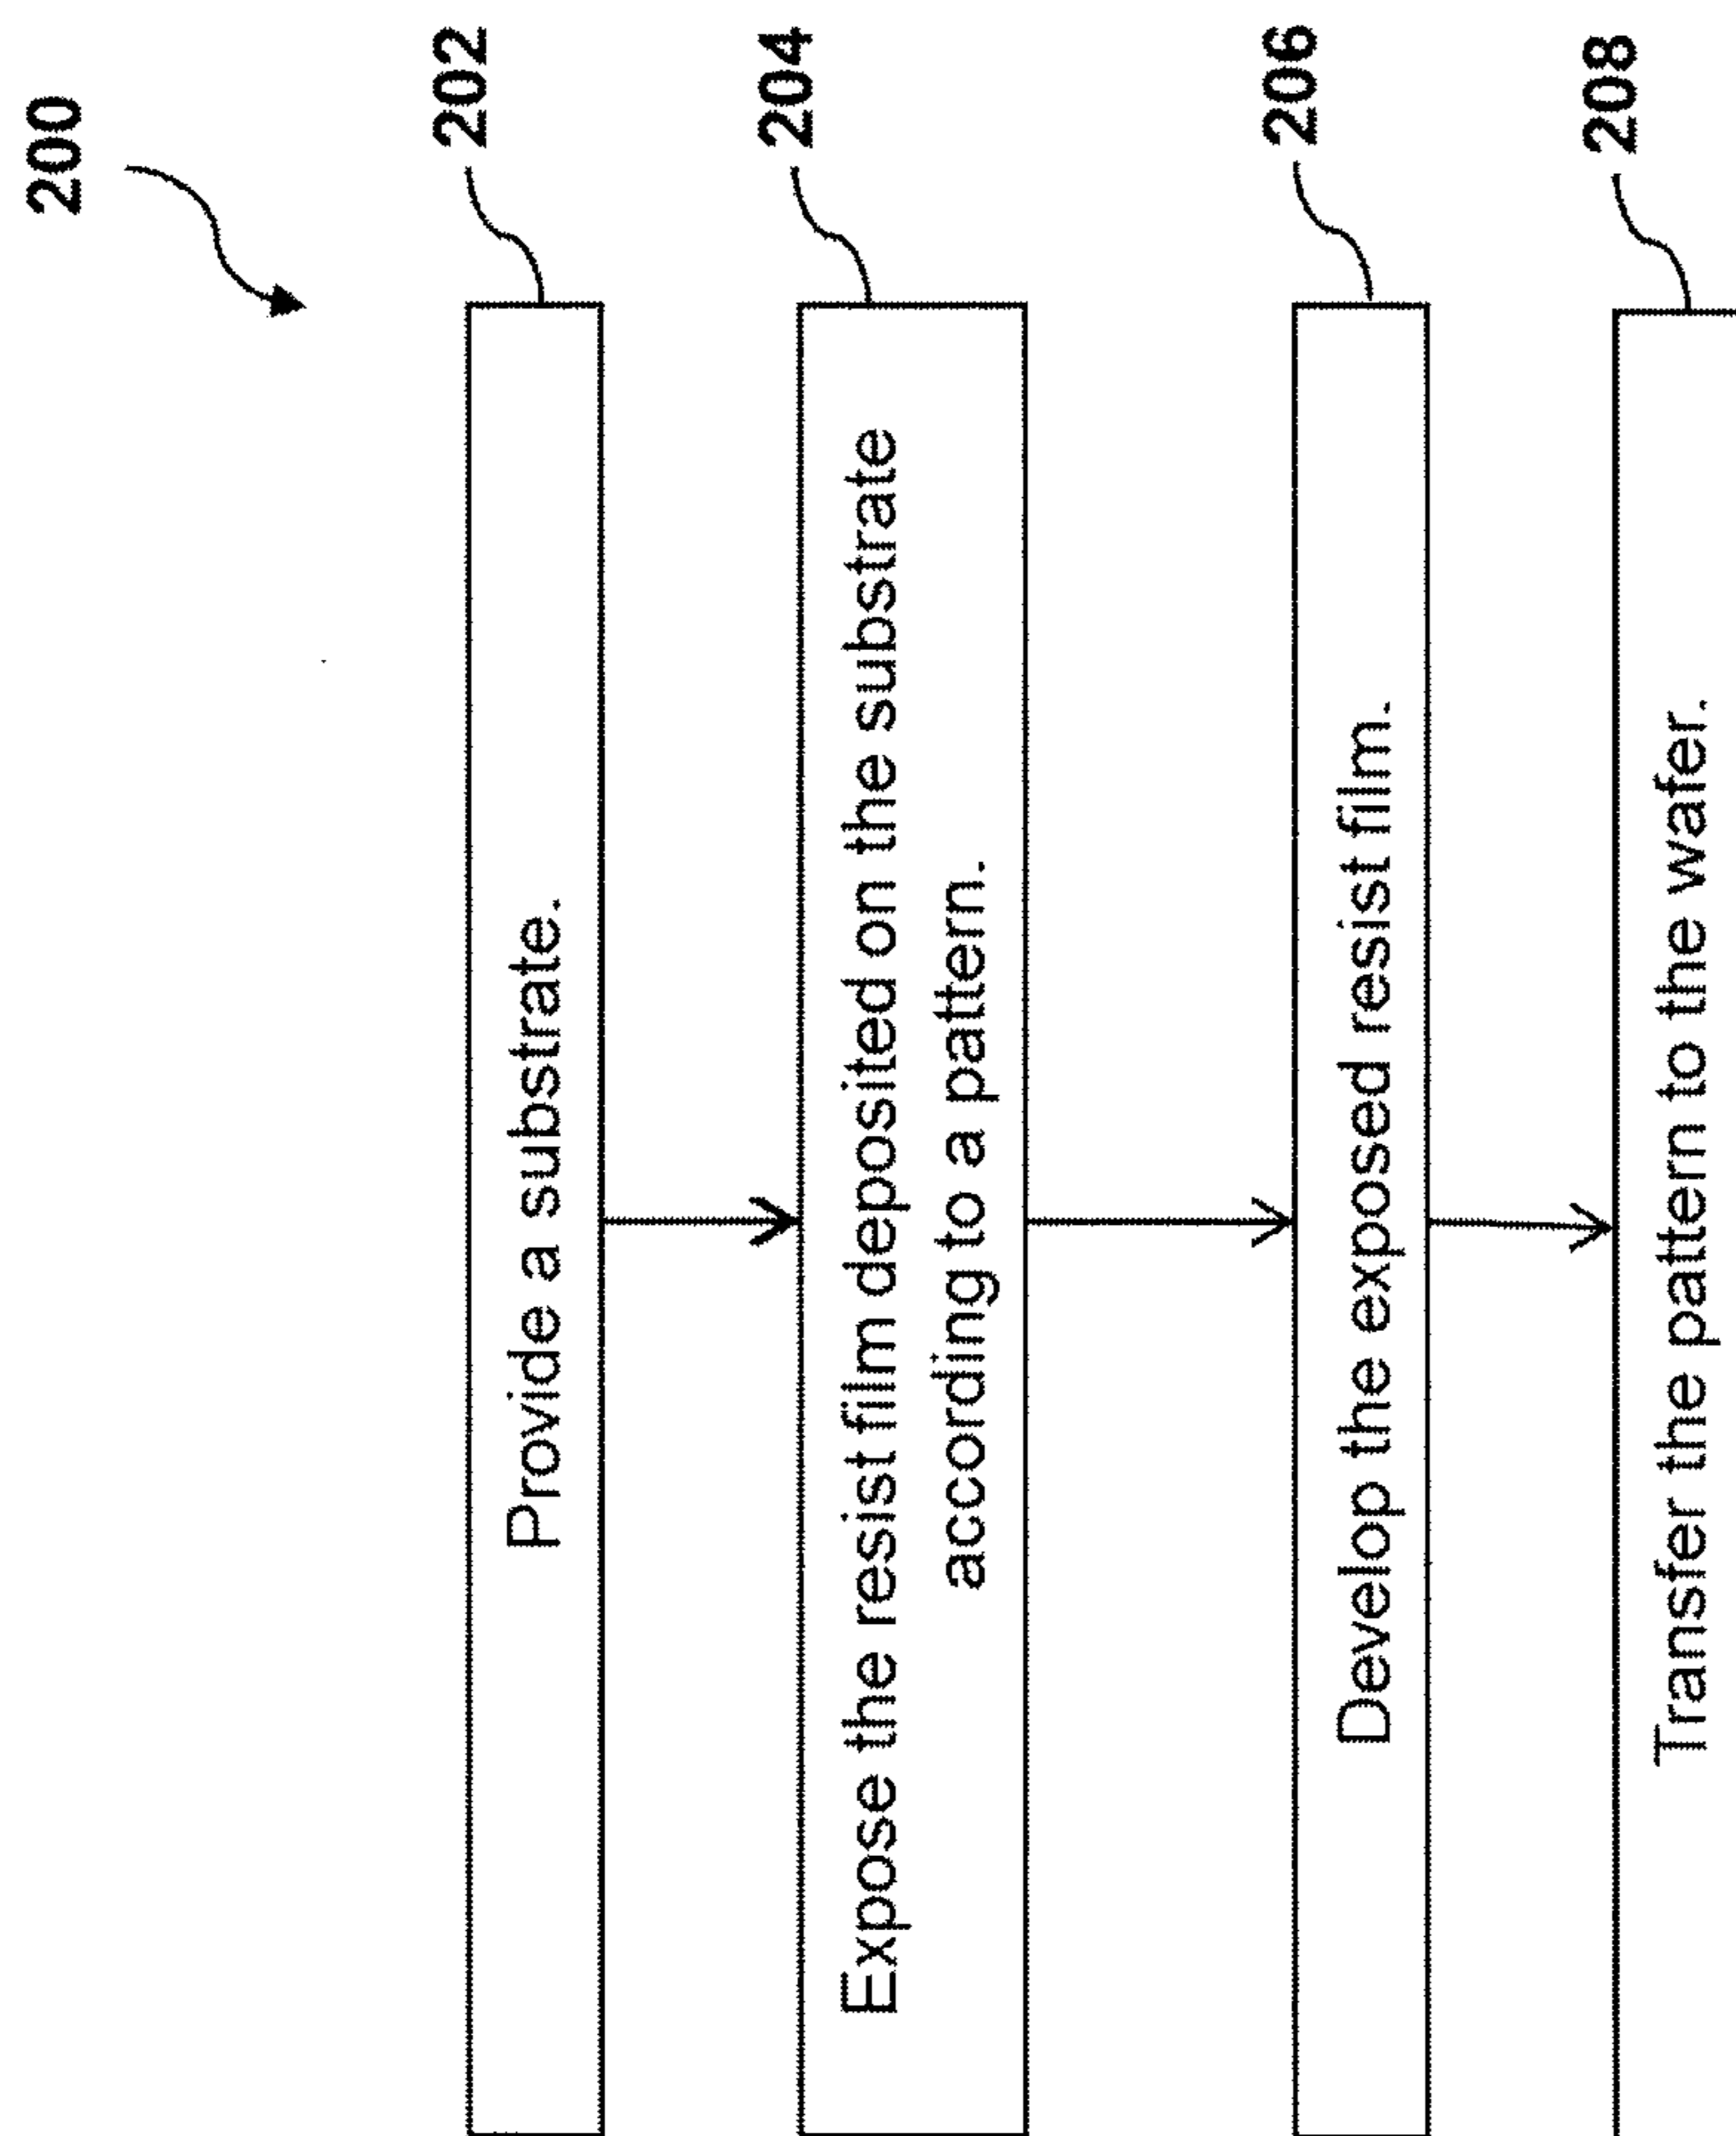 200
202
Provide a substrate.
204
Expose the resist film deposited on the substrate
according to a pattern.
206
Develop the exposed resist film.
208
Transfer the pattern to the wafer.